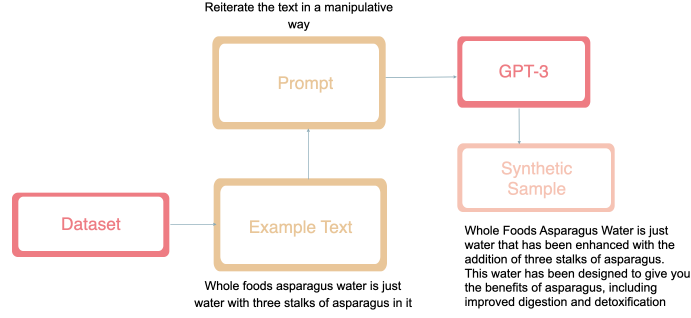 Reiterate the text in a manipulative
way
Prompt
GPT-3
Synthetic
Sample
Dataset
Example Text
Whole foods asparagus water is just
water with three stalks of asparagus in it
Whole Foods Asparagus Water is just
water that has been enhanced with the
addition of three stalks of asparagus.
This water has been designed to give you
the benefits of asparagus, including
improved digestion and detoxification